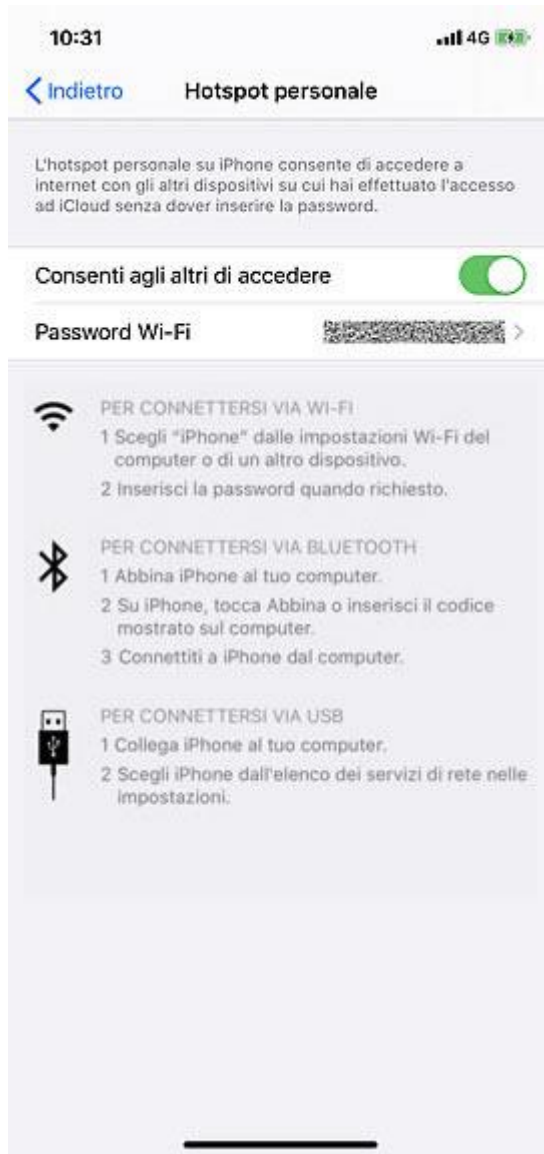 10:31
4G
Indietro
Hotspot personale
L'hotspot personale su iPhone consente di accedere a
internet con gli altri dispositivi su cui hai effettuato l'accesso
ad iCloud senza dover inserire la password.
Consenti agli altri di accedere
Password Wi-Fi
PER CONNETTERSI VIA WI-FI
1 Scegli "iPhone" dalle impostazioni Wi-Fi del
computer o di un altro dispositivo.
2 Inserisci la password quando richiesto.
PER CONNETTERSI VIA BLUETOOTH
1 Abbina iPhone al tuo computer.
2 Su iPhone, tocca Abbina o inserisci il codice
mostrato sul computer.
3 Connettiti a iPhone dal computer.
PER CONNETTERSI VIA USB
1 Collega iPhone al tuo computer.
2 Scegli iPhone dall'elenco dei servizi di rete nelle
impostazioni.